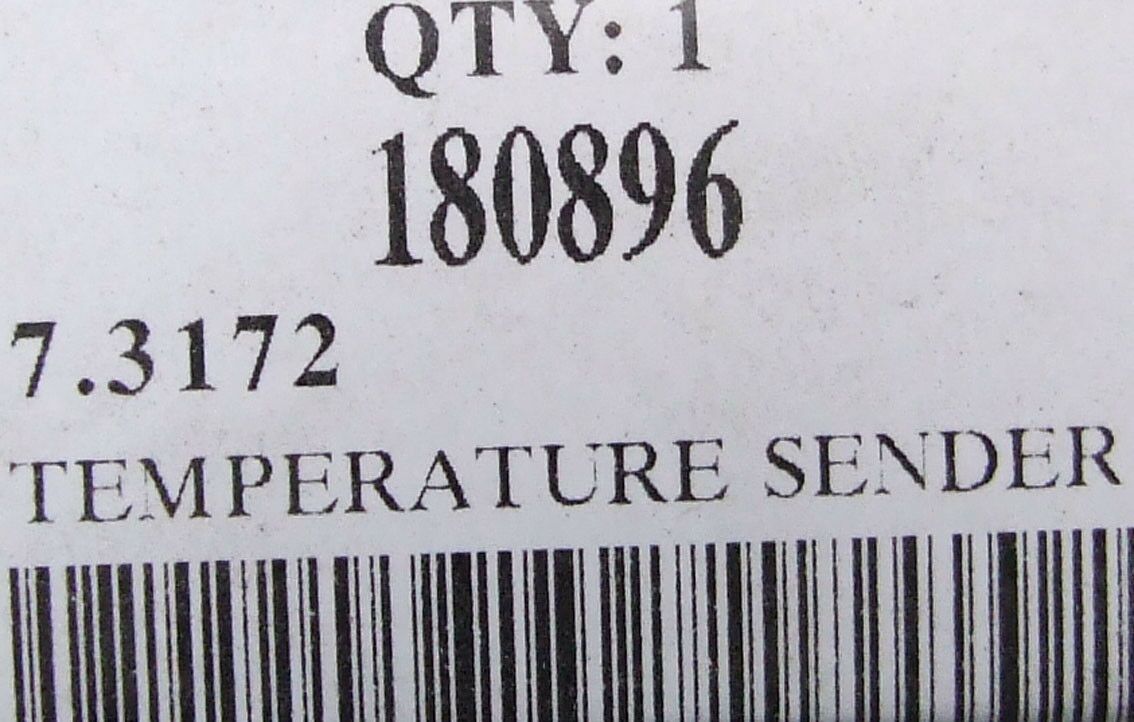 QTY: 1
180896
7.3172
TEMPERATURE SENDER